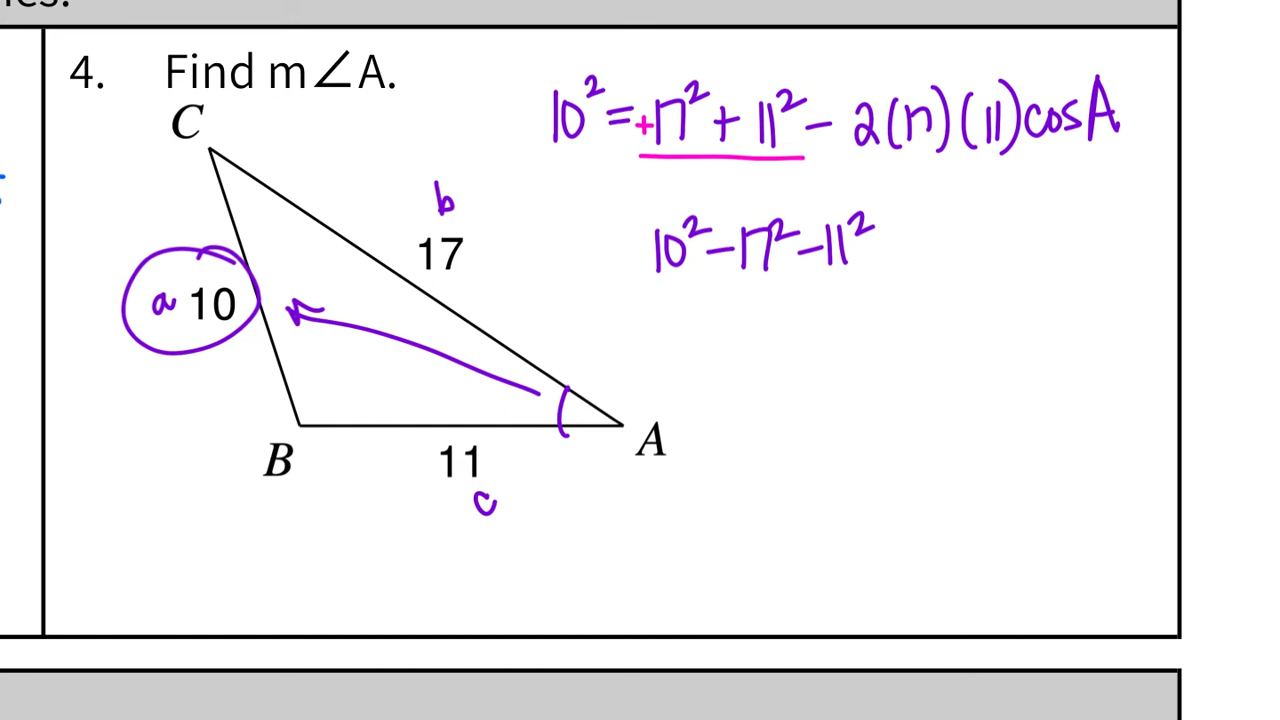 4. Find m∠A.
10² = +17² + 11² - 2(17)(11)cosA
C
b
10² - 17² - 11²
17
a 10
B
11
A
c